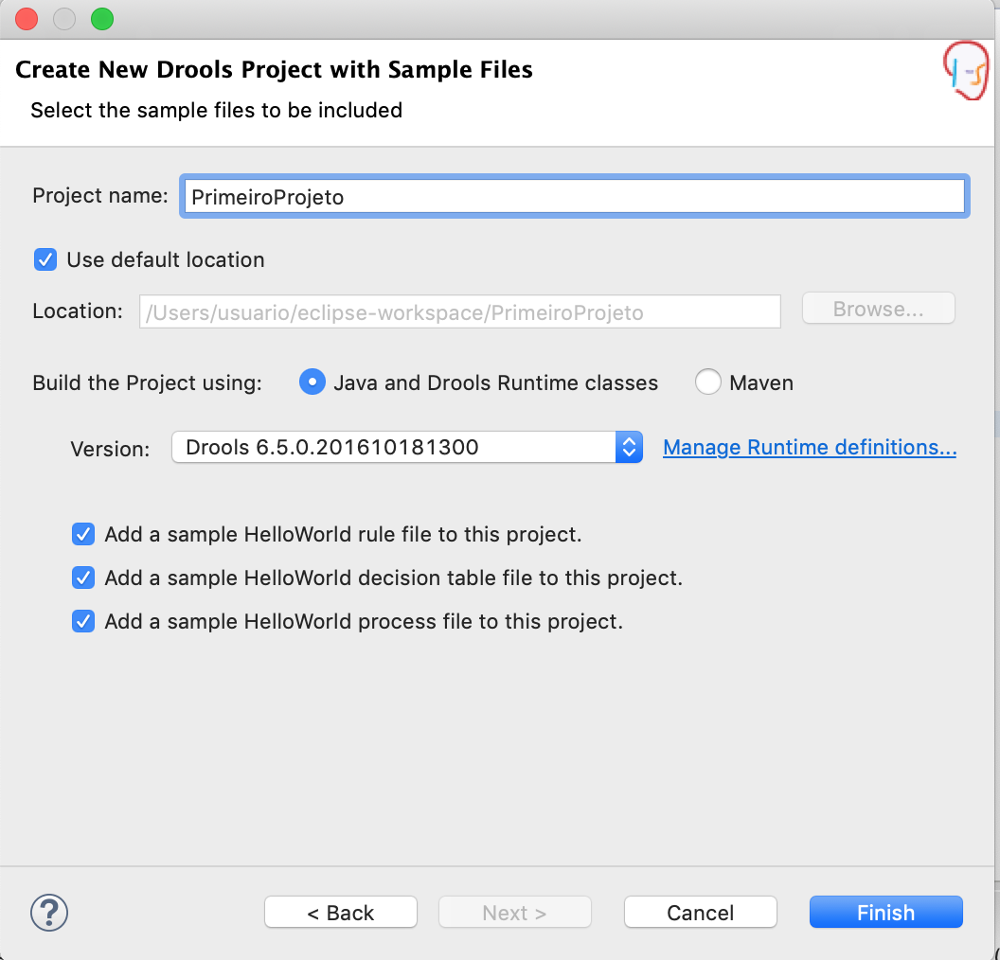 Create New Drools Project with Sample Files
Select the sample files to be included
Project name: PrimeiroProjeto
Use default location
Location: /Users/usuario/eclipse-workspace/PrimeiroProjeto Browse...
Build the Project using: Java and Drools Runtime classes Maven
Version: Drools 6.5.0.201610181300 Manage Runtime definitions...
Add a sample HelloWorld rule file to this project.
Add a sample HelloWorld decision table file to this project.
Add a sample HelloWorld process file to this project.
? < Back Next > Cancel Finish